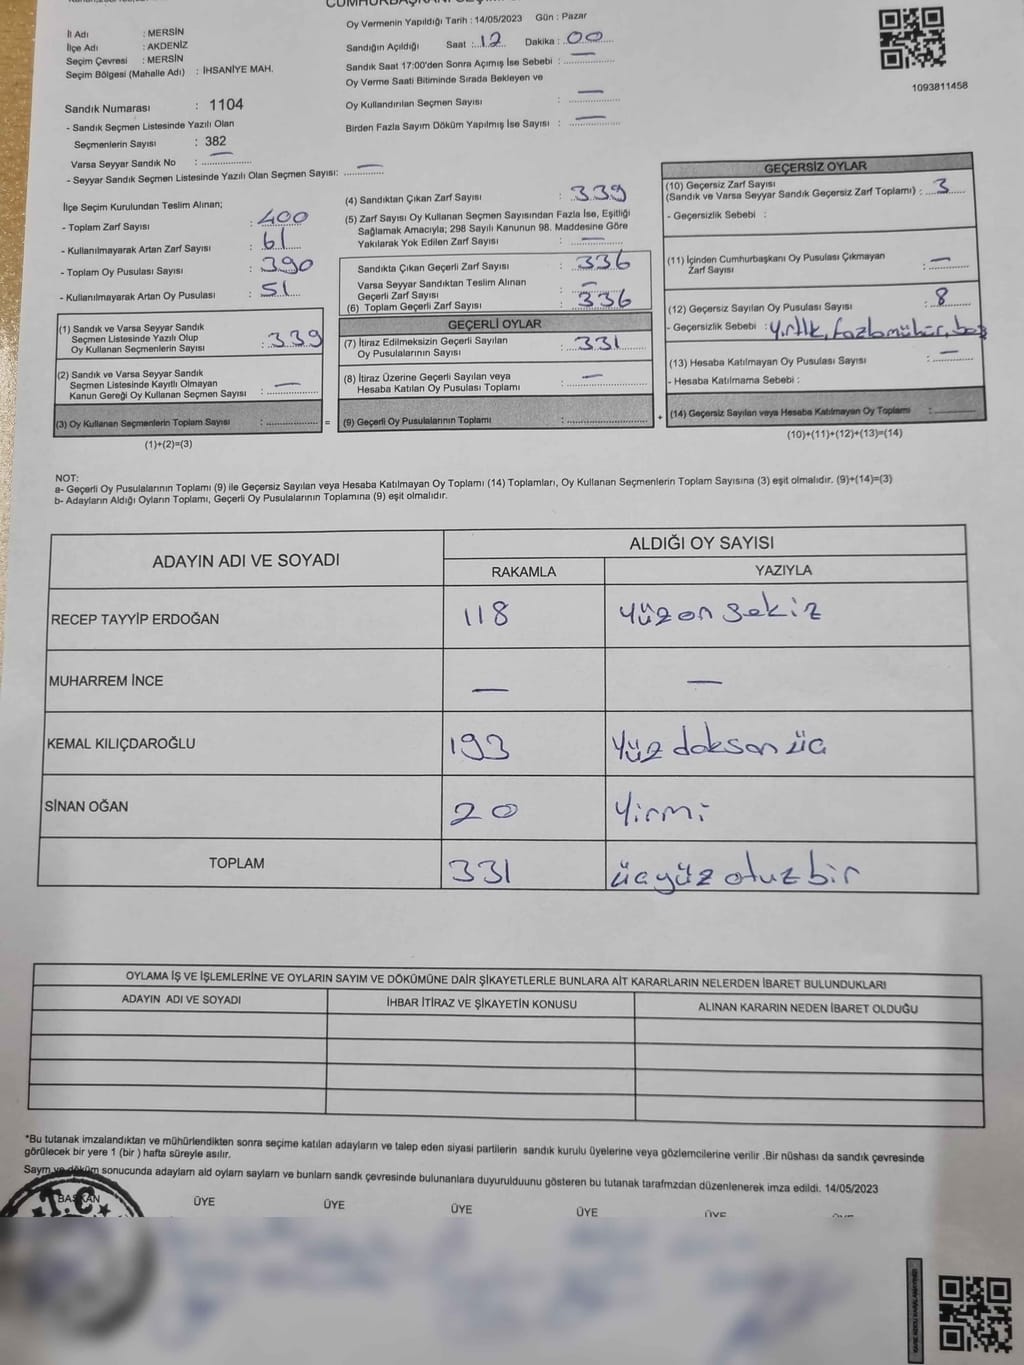 Oy Vermenin Yapıldığı Tarih : 14/05/2023 Gün : Pazar
İl Adı : MERSİN
İlçe Adı : AKDENİZ
Seçim Çevresi : MERSİN
Seçim Bölgesi (Mahalle Adı) : İHSANİYE MAH.
Sandık Numarası : 1104
- Sandık Seçmen Listesinde Yazılı Olan
Seçmenlerin Sayısı : 382
Varsa Seyyar Sandık No : —
- Seyyar Sandık Seçmen Listesinde Yazılı Olan Seçmen Sayısı: —
Sandığın Açıldığı Saat : 12 Dakika : 00
Sandık Saat 17:00'den Sonra Açmış İse Sebebi : —
Oy Verme Saati Bitiminde Sırada Bekleyen ve
Oy Kullandırılan Seçmen Sayısı : —
Birden Fazla Sayım Döküm Yapılmış İse Sayısı : —
1093811458
İlçe Seçim Kurulundan Teslim Alınan;
- Toplam Zarf Sayısı : 400
- Kullanılmayarak Artan Zarf Sayısı : 61
- Toplam Oy Pusulası Sayısı : 390
- Kullanılmayarak Artan Oy Pusulası : 51
(1) Sandık ve Varsa Seyyar Sandık
Seçmen Listesinde Yazılı Olup
Oy Kullanan Seçmenlerin Sayısı : 339
(2) Sandık ve Varsa Seyyar Sandık
Seçmen Listesinde Kayıtlı Olmayan
Kanun Gereği Oy Kullanan Seçmen Sayısı : —
(3) Oy Kullanan Seçmenlerin Toplam Sayısı : =
(1)+(2)=(3)
(4) Sandıktan Çıkan Zarf Sayısı : 339
(5) Zarf Sayısı Oy Kullanan Seçmen Sayısından Fazla İse, Eşitliği
Sağlamak Amacıyla; 298 Sayılı Kanunun 98. Maddesine Göre
Yakılarak Yok Edilen Zarf Sayısı : —
Sandıkta Çıkan Geçerli Zarf Sayısı : 336
Varsa Seyyar Sandıktan Teslim Alınan
Geçerli Zarf Sayısı : —
(6) Toplam Geçerli Zarf Sayısı : 336
GEÇERLİ OYLAR
(7) İtiraz Edilmeksizin Geçerli Sayılan
Oy Pusulalarının Sayısı : 331
(8) İtiraz Üzerine Geçerli Sayılan veya
Hesaba Katılan Oy Pusulası Toplamı : —
(9) Geçerli Oy Pusulalarının Toplamı : +
GEÇERSİZ OYLAR
(10) Geçersiz Zarf Sayısı
(Sandık ve Varsa Seyyar Sandık Geçersiz Zarf Toplamı) : 3
- Geçersizlik Sebebi :
(11) İçinden Cumhurbaşkanı Oy Pusulası Çıkmayan
Zarf Sayısı : —
(12) Geçersiz Sayılan Oy Pusulası Sayısı : 8
- Geçersizlik Sebebi : Yırtık, fazla mühür, boş
(13) Hesaba Katılmayan Oy Pusulası Sayısı : —
- Hesaba Katılmama Sebebi :
(14) Geçersiz Sayılan veya Hesaba Katılmayan Oy Toplamı :
(10)+(11)+(12)+(13)=(14)
NOT:
a- Geçerli Oy Pusulalarının Toplamı (9) ile Geçersiz Sayılan veya Hesaba Katılmayan Oy Toplamı (14) Toplamları, Oy Kullanan Seçmenlerin Toplam Sayısına (3) eşit olmalıdır. (9)+(14)=(3)
b- Adayların Aldığı Oyların Toplamı, Geçerli Oy Pusulalarının Toplamına (9) eşit olmalıdır.
ADAYIN ADI VE SOYADI ALDIĞI OY SAYISI
RAKAMLA YAZIYLA
RECEP TAYYİP ERDOĞAN 118 Yüz on sekiz
MUHARREM İNCE — —
KEMAL KILIÇDAROĞLU 193 Yüz doksan üç
SİNAN OĞAN 20 Yirmi
TOPLAM 331 üçyüz otuz bir
OYLAMA İŞ VE İŞLEMLERİNE VE OYLARIN SAYIM VE DÖKÜMÜNE DAİR ŞİKAYETLERLE BUNLARA AİT KARARLARIN NELERDEN İBARET BULUNDUKLARI
ADAYIN ADI VE SOYADI İHBAR İTİRAZ VE ŞİKAYETİN KONUSU ALINAN KARARIN NEDEN İBARET OLDUĞU
*Bu tutanak imzalandıktan ve mühürlendikten sonra seçime katılan adayların ve talep eden siyasi partilerin sandık kurulu üyelerine veya gözlemcilerine verilir .Bir nüshası da sandık çevresinde
görülecek bir yere 1 (bir ) hafta süreyle asılır.
Saym ve döküm sonucunda adaylarn ald oylarn saylarn ve bunlarn sandk çevresinde bulunanlara duyurulduunu gösteren bu tutanak tarafmzdan düzenlenerek imza edildi. 14/05/2023
BAŞKAN ÜYE ÜYE ÜYE ÜYE ÜYE
T.C.